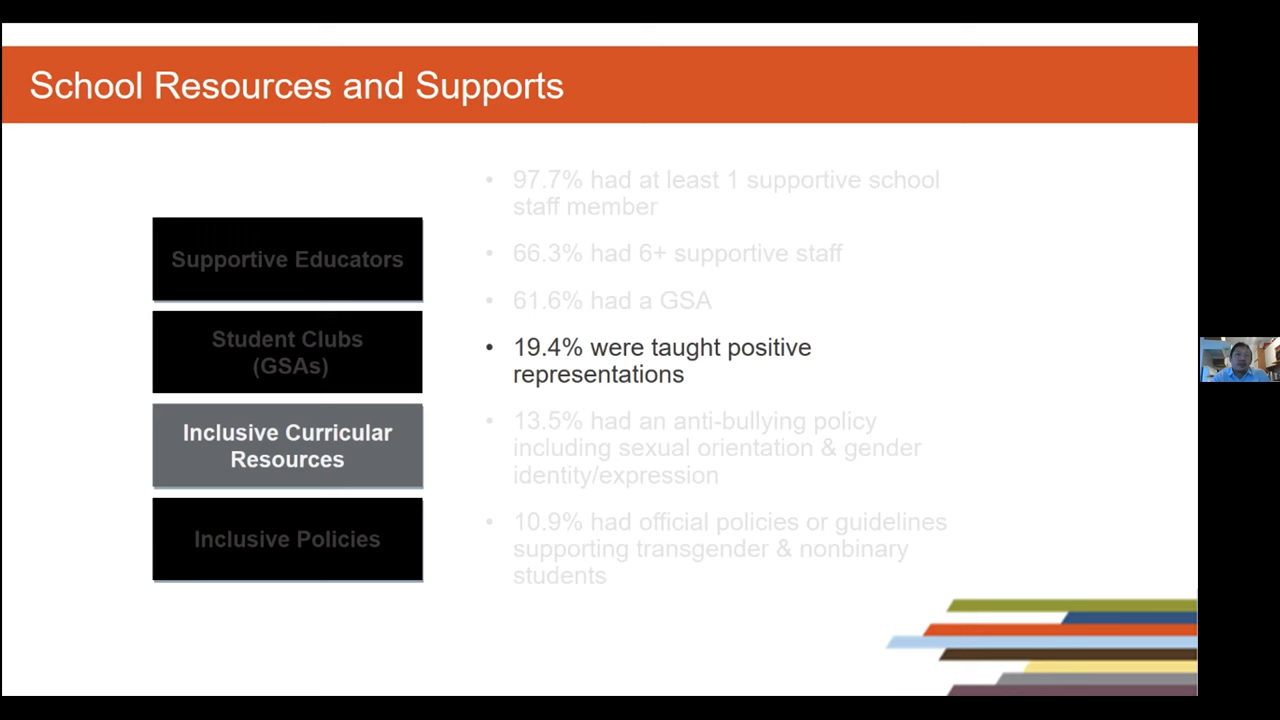 School Resources and Supports
Supportive Educators
Student Clubs
(GSAs)
Inclusive Curricular
Resources
Inclusive Policies
• 97.7% had at least 1 supportive school
staff member
• 66.3% had 6+ supportive staff
• 61.6% had a GSA
• 19.4% were taught positive
representations
• 13.5% had an anti-bullying policy
including sexual orientation & gender
identity/expression
• 10.9% had official policies or guidelines
supporting transgender & nonbinary
students